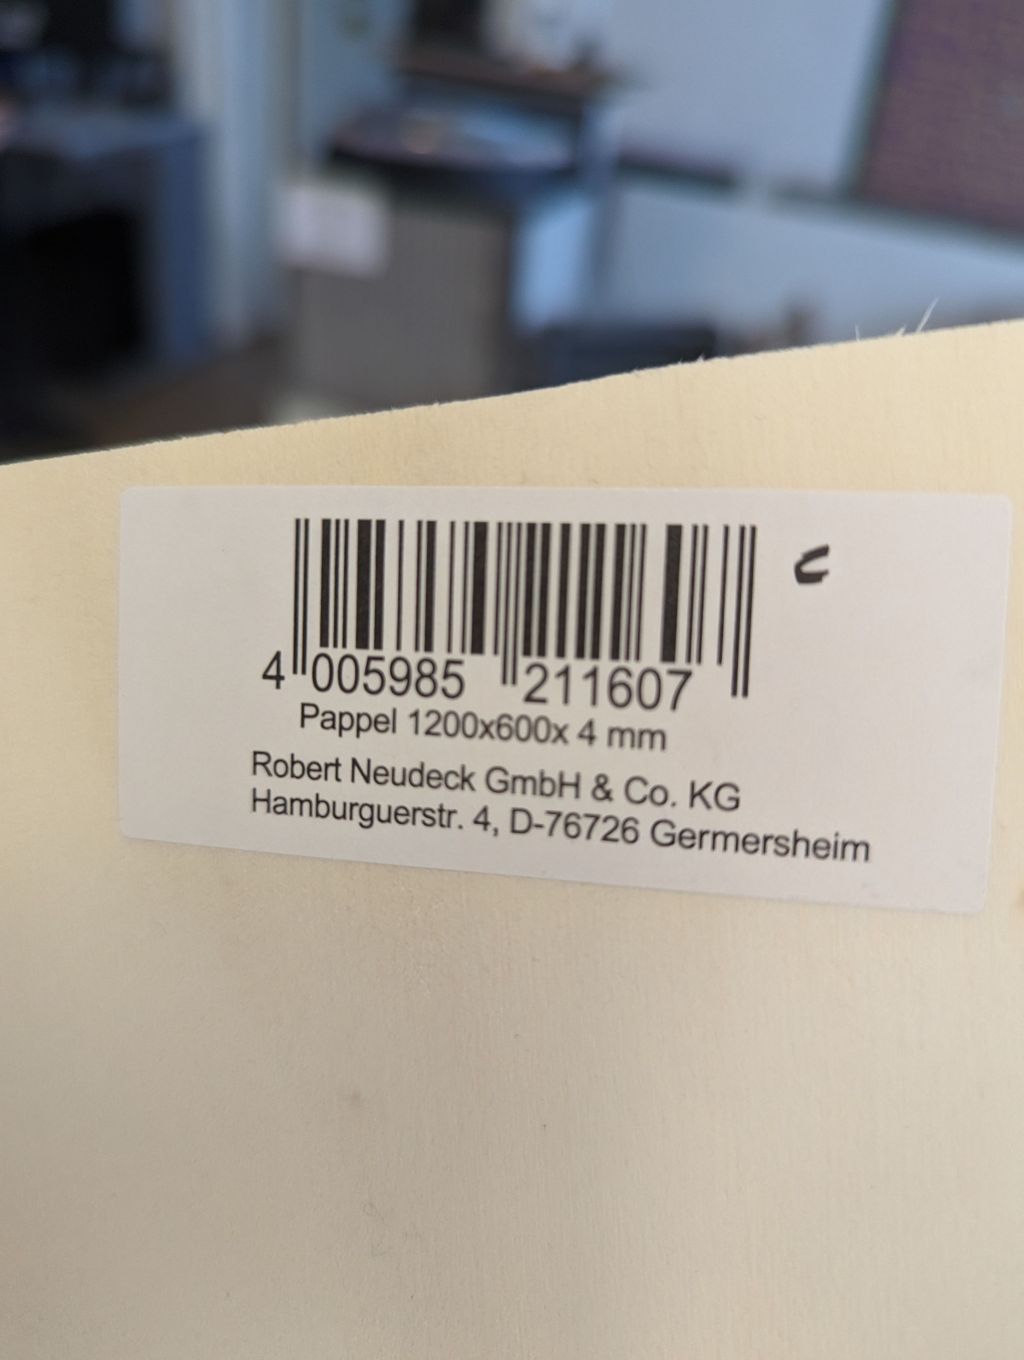 4 005985 211607
Pappel 1200x600x 4 mm
Robert Neudeck GmbH & Co. KG
Hamburguerstr. 4, D-76726 Germersheim